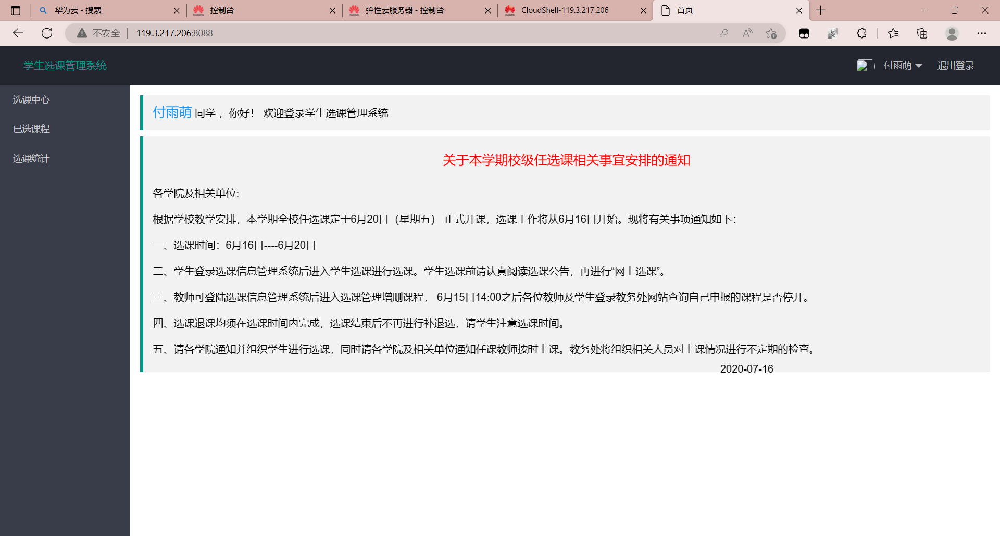 华为云 - 搜索
控制台
弹性云服务器 - 控制台
CloudShell-119.3.217.206
首页
不安全
119.3.217.206:8088
学生选课管理系统
付雨萌
退出登录
选课中心
已选课程
选课统计
付雨萌 同学 ，你好！ 欢迎登录学生选课管理系统
关于本学期校级任选课相关事宜安排的通知
各学院及相关单位:
根据学校教学安排，本学期全校任选课定于6月20日（星期五） 正式开课，选课工作将从6月16日开始。现将有关事项通知如下：
一、选课时间：6月16日----6月20日
二、学生登录选课信息管理系统后进入学生选课进行选课。学生选课前请认真阅读选课公告，再进行“网上选课”。
三、教师可登陆选课信息管理系统后进入选课管理增删课程， 6月15日14:00之后各位教师及学生登录教务处网站查询自己申报的课程是否停开。
四、选课退课均须在选课时间内完成，选课结束后不再进行补退选，请学生注意选课时间。
五、请各学院通知并组织学生进行选课，同时请各学院及相关单位通知任课教师按时上课。教务处将组织相关人员对上课情况进行不定期的检查。
2020-07-16